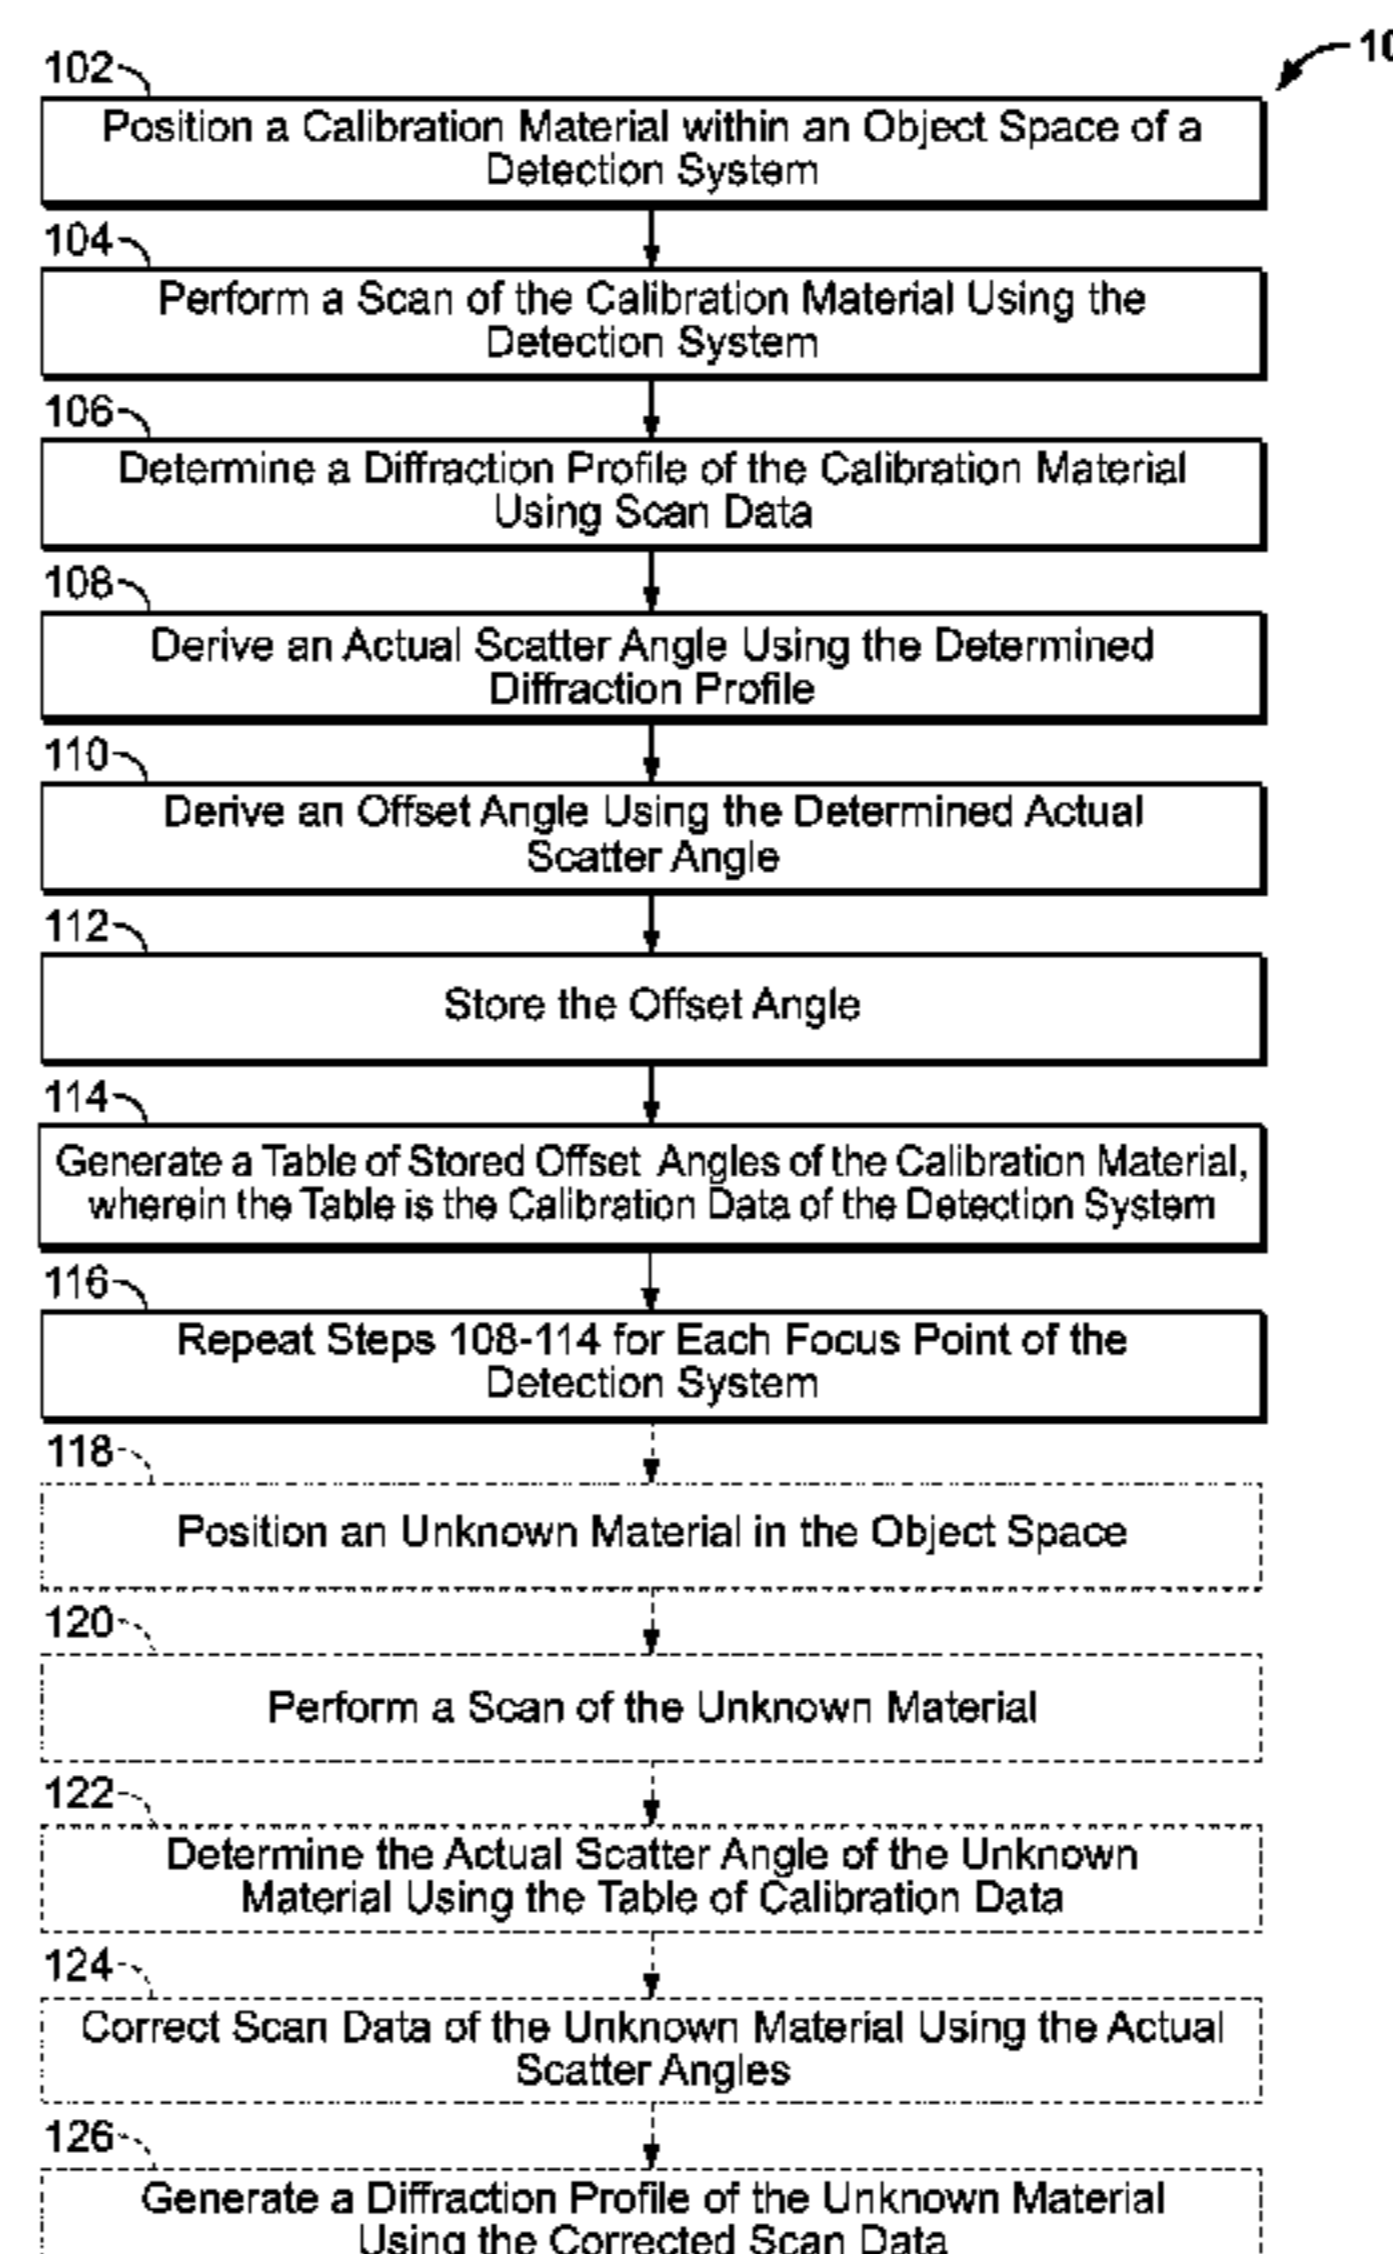 10
102
Position a Calibration Material within an Object Space of a
Detection System
104
Perform a Scan of the Calibration Material Using the
Detection System
106
Determine a Diffraction Profile of the Calibration Material
Using Scan Data
108
Derive an Actual Scatter Angle Using the Determined
Diffraction Profile
110
Derive an Offset Angle Using the Determined Actual
Scatter Angle
112
Store the Offset Angle
114
Generate a Table of Stored Offset Angles of the Calibration Material,
wherein the Table is the Calibration Data of the Detection System
116
Repeat Steps 108-114 for Each Focus Point of the
Detection System
118
Position an Unknown Material in the Object Space
120
Perform a Scan of the Unknown Material
122
Determine the Actual Scatter Angle of the Unknown
Material Using the Table of Calibration Data
124
Correct Scan Data of the Unknown Material Using the Actual
Scatter Angles
126
Generate a Diffraction Profile of the Unknown Material
Using the Corrected Scan Data